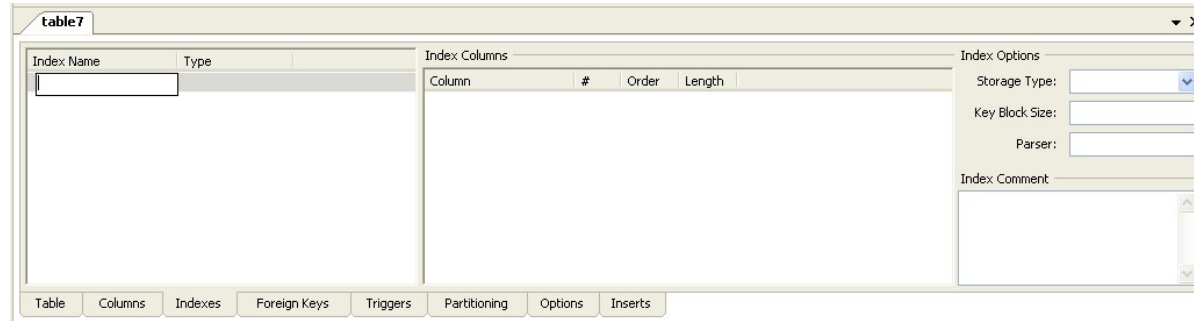 table7
Index Name Type
Index Columns
Column # Order Length
Index Options
Storage Type:
Key Block Size:
Parser:
Index Comment
Table Columns Indexes Foreign Keys Triggers Partitioning Options Inserts